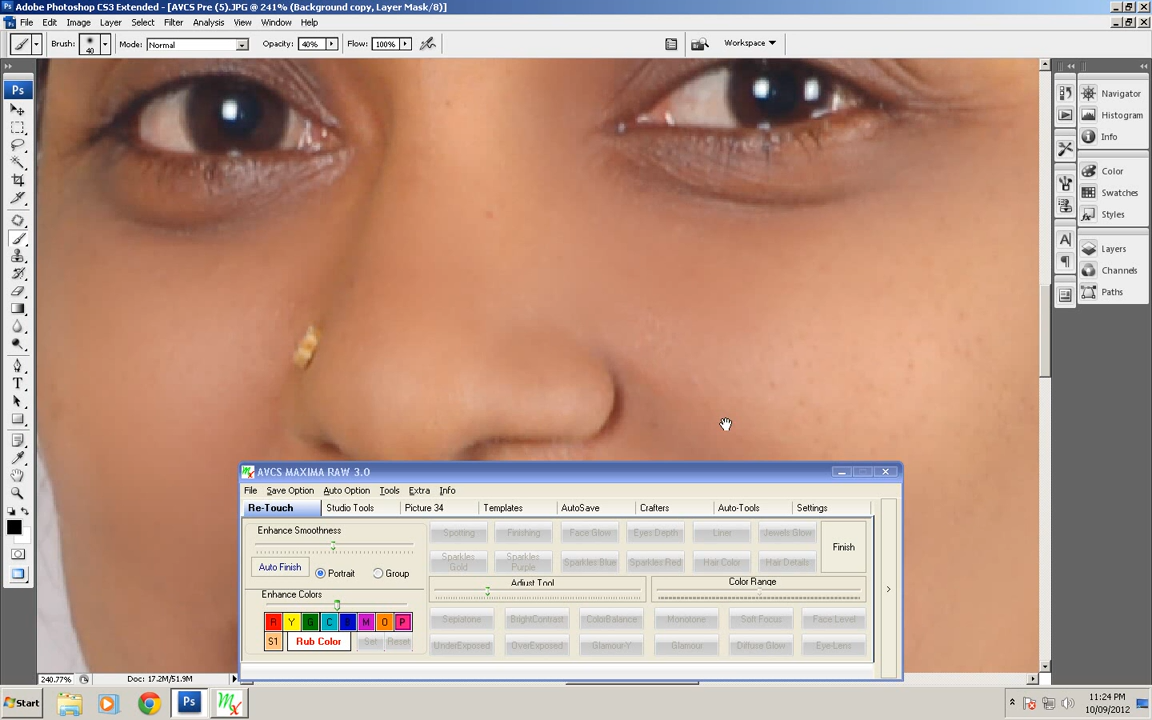 Adobe Photoshop CS3 Extended - [AVCS Pre (5).JPG @ 241% (Background copy, Layer Mask/8)]
File Edit Image Layer Select Filter Analysis View Window Help
Brush: 40 Mode: Normal Opacity: 40% Flow: 100% Workspace
Ps
Navigator
Histogram
Info
Color
Swatches
Styles
Layers
Channels
Paths
AVCS MAXIMA RAW 3.0
File Save Option Auto Option Tools Extra Info
Re-Touch Studio Tools Picture 34 Templates AutoSave Crafters Auto-Tools Settings
Enhance Smoothness
Auto Finish Portrait Group
Enhance Colors
R Y G C B M O P
S1 Rub Color Set Reset
Spotting Finishing Face Glow Eyes Depth Liner Jewels Glow
Sparkles Gold Sparkles Purple Sparkles Blue Sparkles Red Hair Color Hair Details
Finish
Adjust Tool Color Range
Sepiatone BrightContrast ColorBalance Monotone Soft Focus Face Level
UnderExposed OverExposed Glamour-Y Glamour Diffuse Glow Eye-Lens
240.77% Doc: 17.2M/51.9M
Start Ps 11:24 PM
10/09/2012